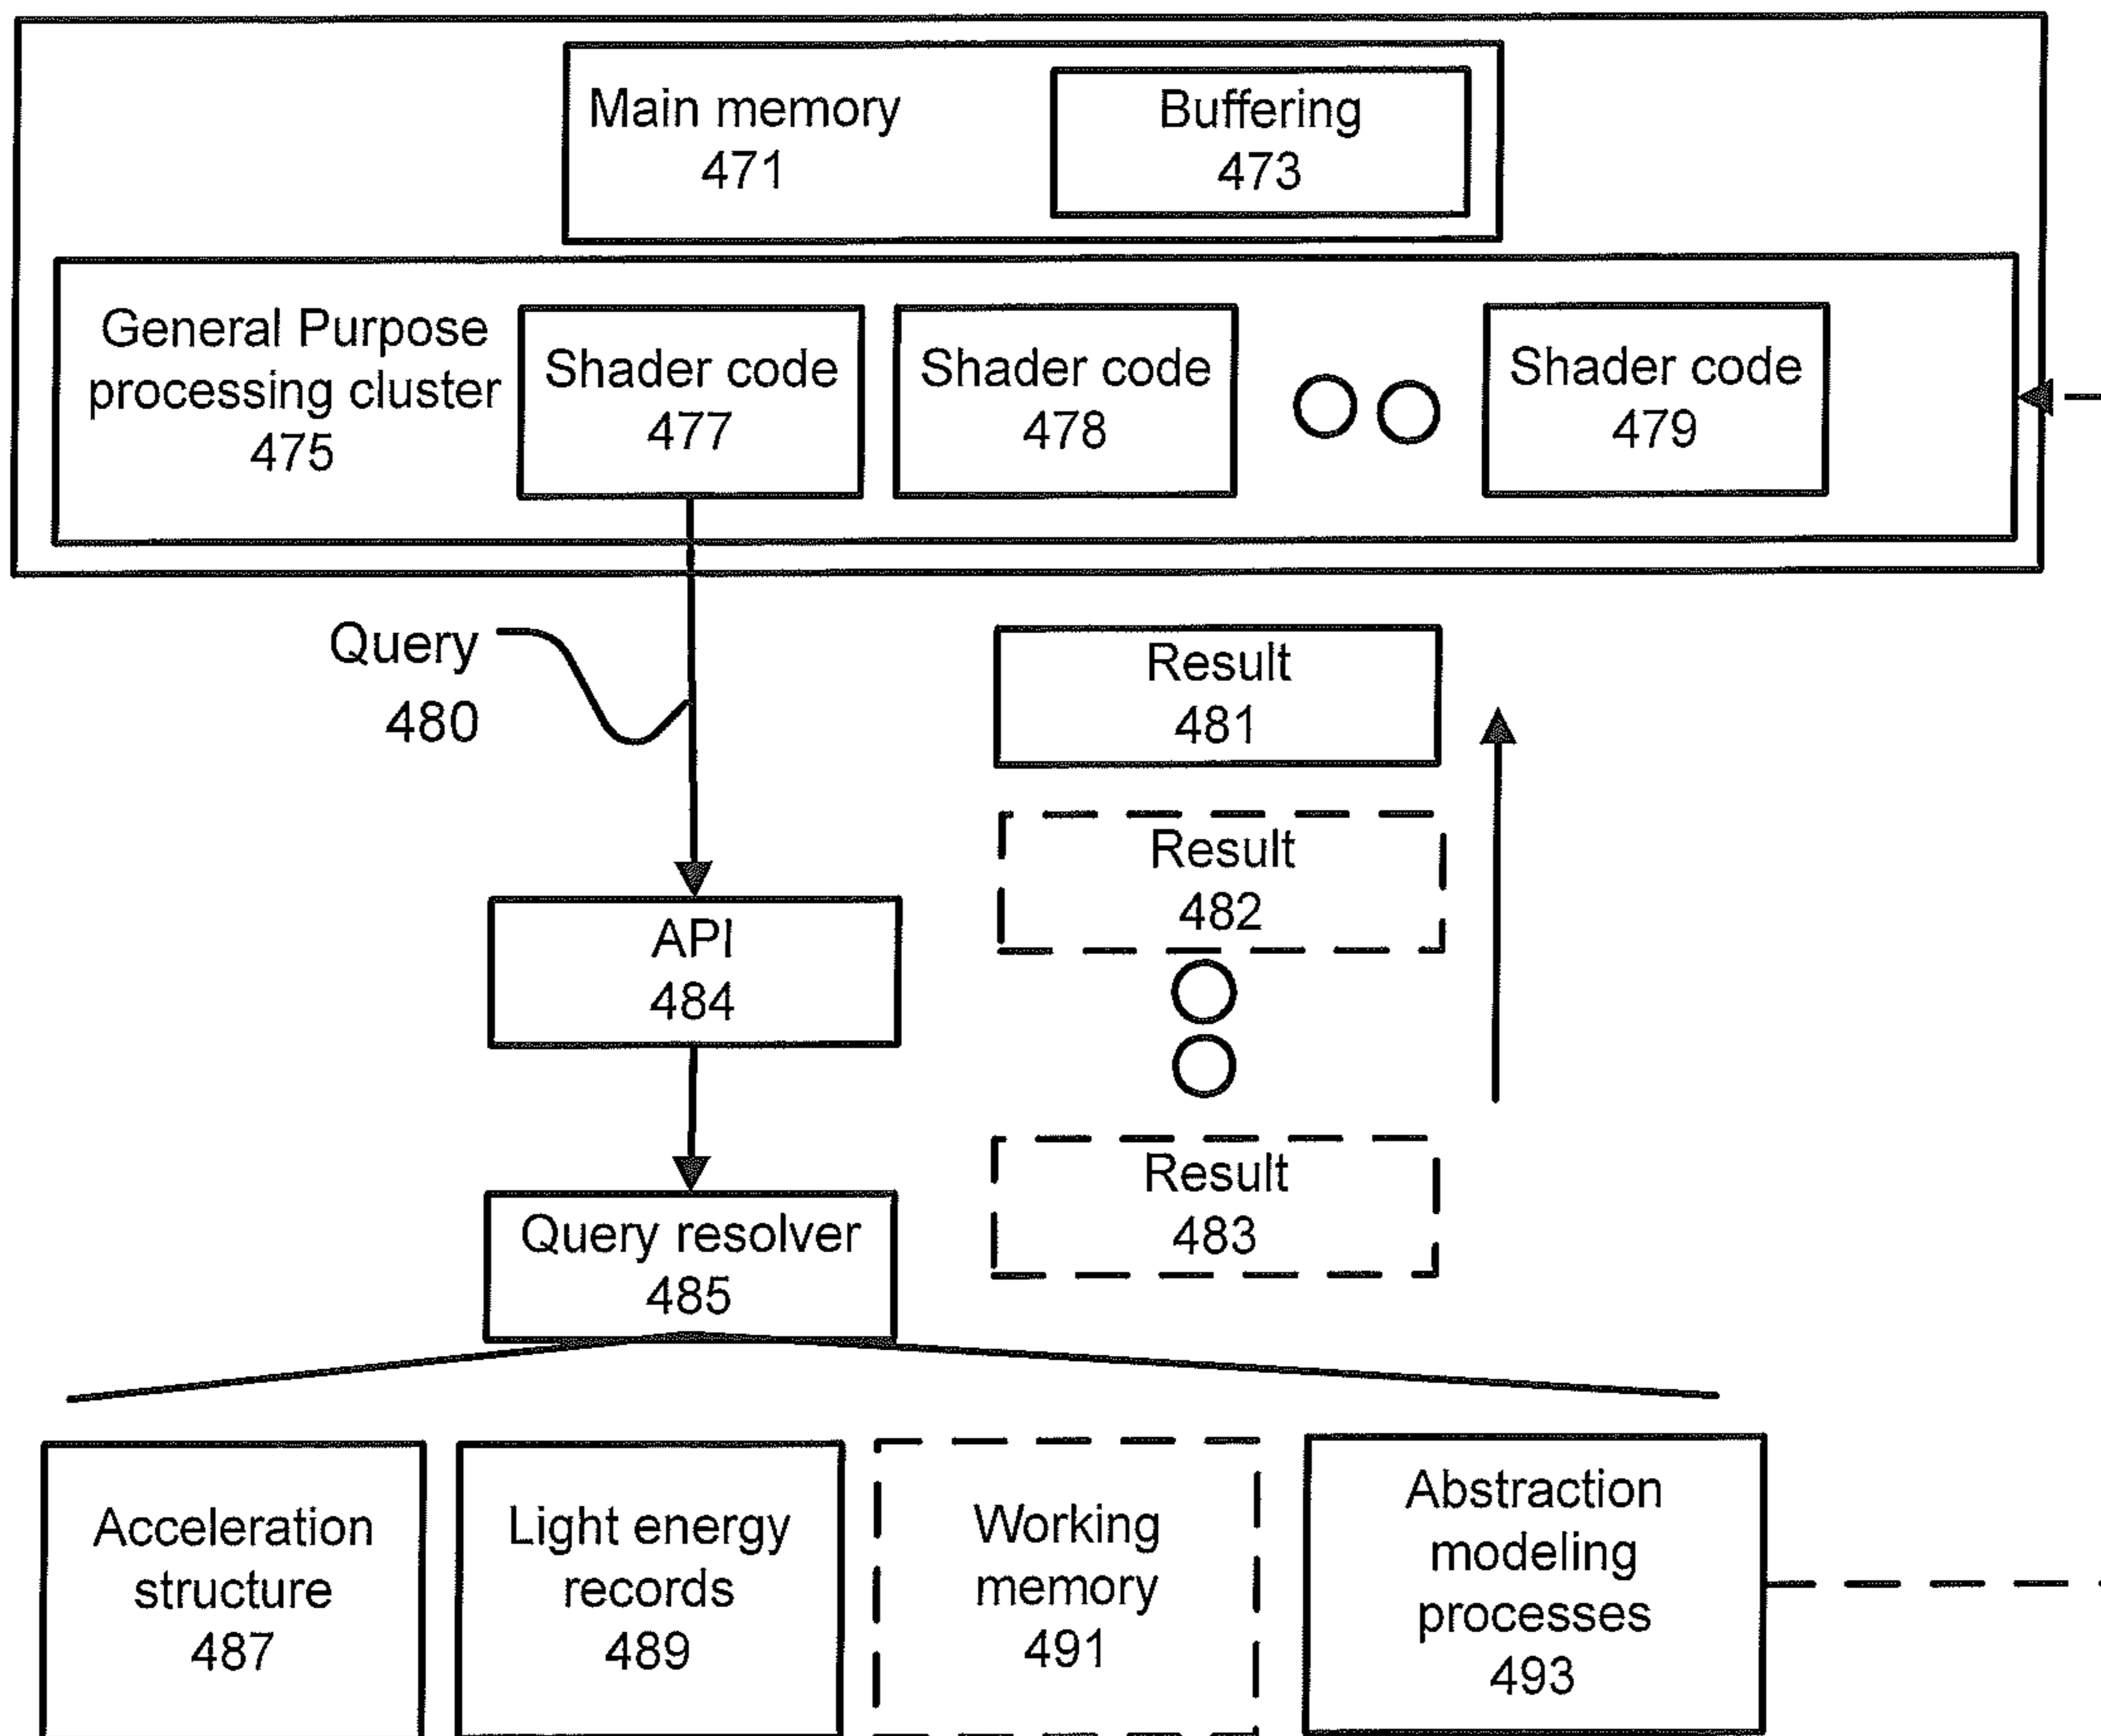 Main memory
471
Buffering
473
General Purpose
processing cluster
475
Shader code
477
Shader code
478
Shader code
479
Query
480
Result
481
Result
482
API
484
Result
483
Query resolver
485
Acceleration
structure
487
Light energy
records
489
Working
memory
491
Abstraction
modeling
processes
493